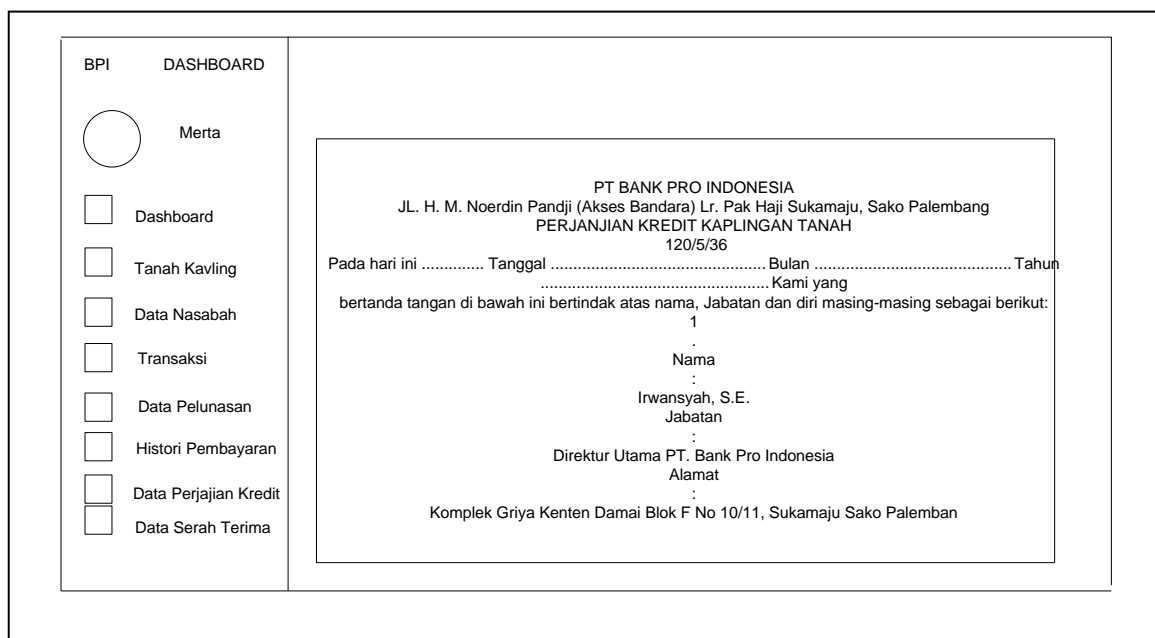 BPI DASHBOARD
Merta
Dashboard
Tanah Kavling
Data Nasabah
Transaksi
Data Pelunasan
Histori Pembayaran
Data Perjajian Kredit
Data Serah Terima
PT BANK PRO INDONESIA
JL. H. M. Noerdin Pandji (Akses Bandara) Lr. Pak Haji Sukamaju, Sako Palembang
PERJANJIAN KREDIT KAPLINGAN TANAH
120/5/36
Pada hari ini .............. Tanggal ................................................ Bulan ............................................ Tahun
................................................... Kami yang
bertanda tangan di bawah ini bertindak atas nama, Jabatan dan diri masing-masing sebagai berikut:
1
.
Nama
:
Irwansyah, S.E.
Jabatan
:
Direktur Utama PT. Bank Pro Indonesia
Alamat
:
Komplek Griya Kenten Damai Blok F No 10/11, Sukamaju Sako Palemban